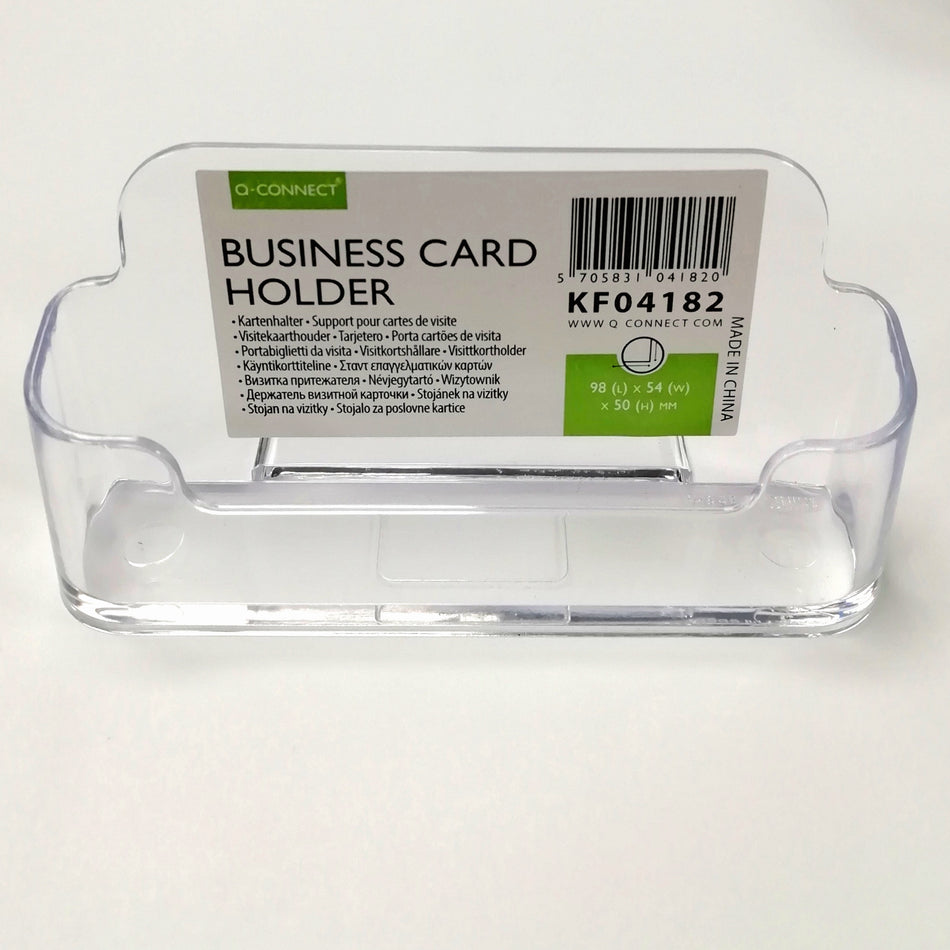 Q-CONNECT®
BUSINESS CARD
HOLDER
• Kartenhalter • Support pour cartes de visite
• Visitekaarthouder • Tarjetero • Porta cartões de visita
• Portabiglietti da visita • Visitkortshållare • Visittkortholder
• Käyntikorttiteline • Σταντ επαγγελματικών καρτών
• Визитка притежателя • Névjegytartó • Wizytownik
• Держатель визитной карточки • Stojánek na vizitky
• Stojan na vizitky • Stojalo za poslovne kartice
5 705831 041820
KF04182
WWW Q CONNECT COM
98 (L) x 54 (W)
x 50 (H) MM
MADE IN CHINA